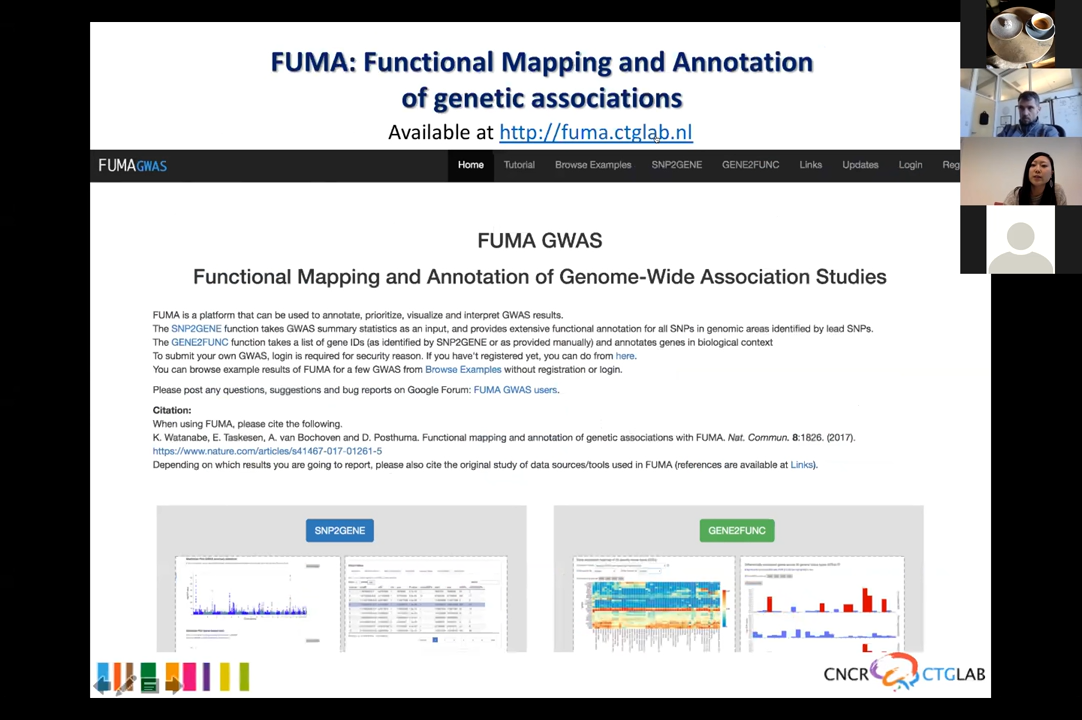 FUMA: Functional Mapping and Annotation
of genetic associations
Available at http://fuma.ctglab.nl
FUMAGWAS Home Tutorial Browse Examples SNP2GENE GENE2FUNC Links Updates Login Reg
FUMA GWAS
Functional Mapping and Annotation of Genome-Wide Association Studies
FUMA is a platform that can be used to annotate, prioritize, visualize and interpret GWAS results.
The SNP2GENE function takes GWAS summary statistics as an input, and provides extensive functional annotation for all SNPs in genomic areas identified by lead SNPs.
The GENE2FUNC function takes a list of gene IDs (as identified by SNP2GENE or as provided manually) and annotates genes in biological context
To submit your own GWAS, login is required for security reason. If you have't registered yet, you can do from here.
You can browse example results of FUMA for a few GWAS from Browse Examples without registration or login.
Please post any questions, suggestions and bug reports on Google Forum: FUMA GWAS users.
Citation:
When using FUMA, please cite the following.
K. Watanabe, E. Taskesen, A. van Bochoven and D. Posthuma. Functional mapping and annotation of genetic associations with FUMA. Nat. Commun. 8:1826. (2017).
https://www.nature.com/articles/s41467-017-01261-5
Depending on which results you are going to report, please also cite the original study of data sources/tools used in FUMA (references are available at Links).
SNP2GENE
GENE2FUNC
CNCR CTGLAB